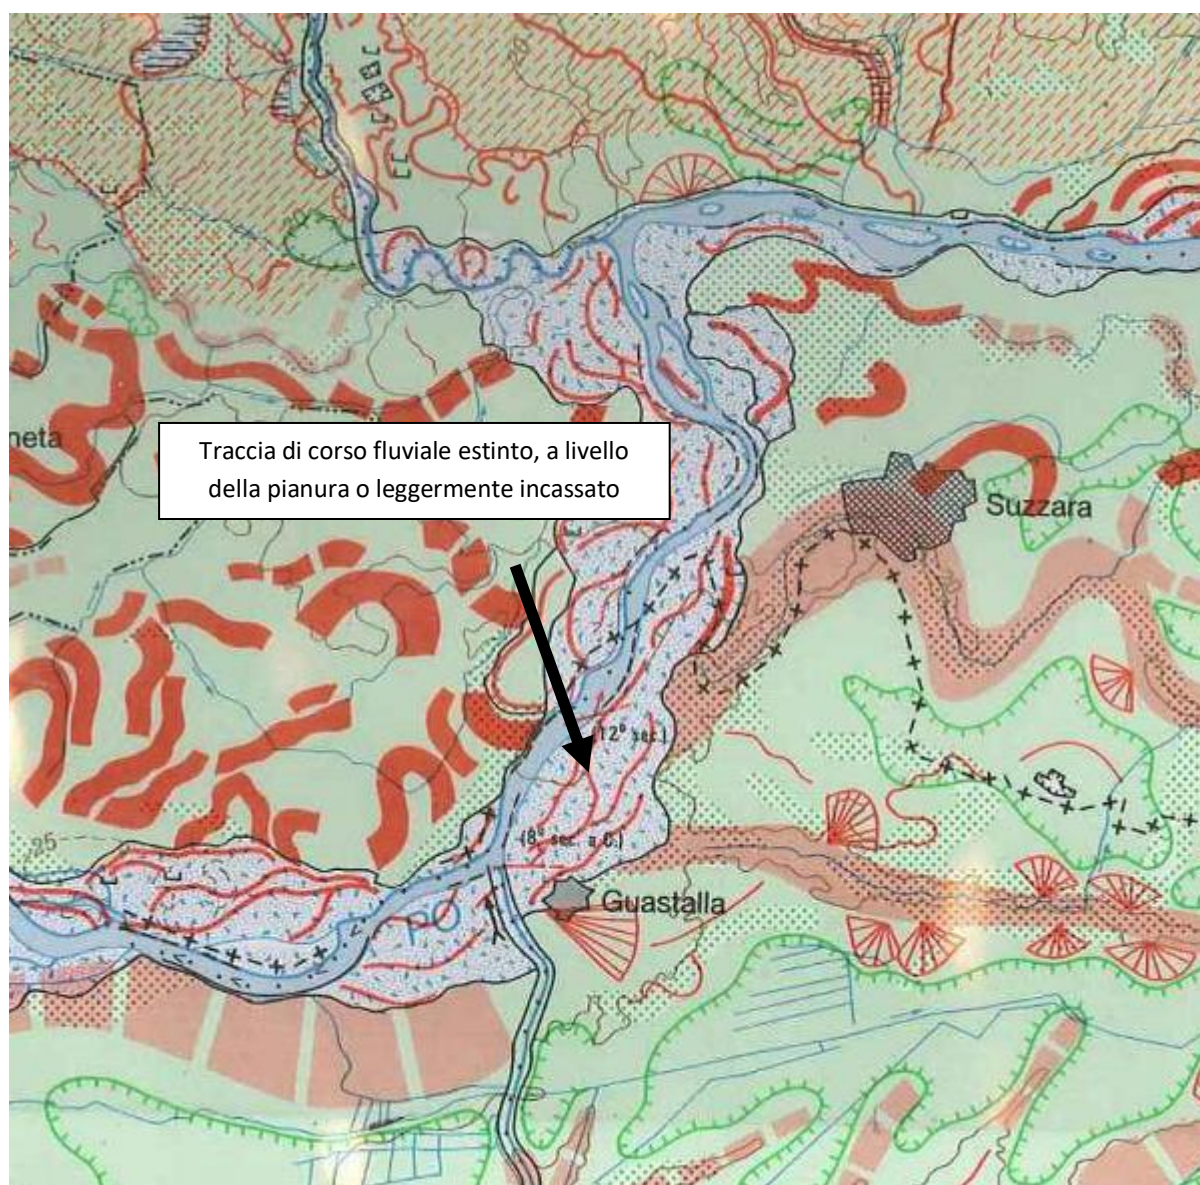 neta
Traccia di corso fluviale estinto, a livello
della pianura o leggermente incassato
Suzzara
(12° sec.)
(8° sec. a C.)
25
Guastalla
PO